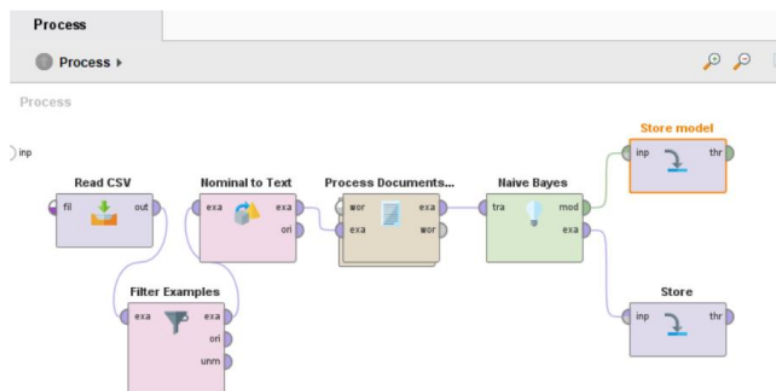 Process
Process
Process
inp
Read CSV
fil out
Nominal to Text
exa exa
ori
Process Documents...
wor exa
exa wor
Naive Bayes
tra mod
exa
Store model
inp thr
Filter Examples
exa exa
ori
unm
Store
inp thr